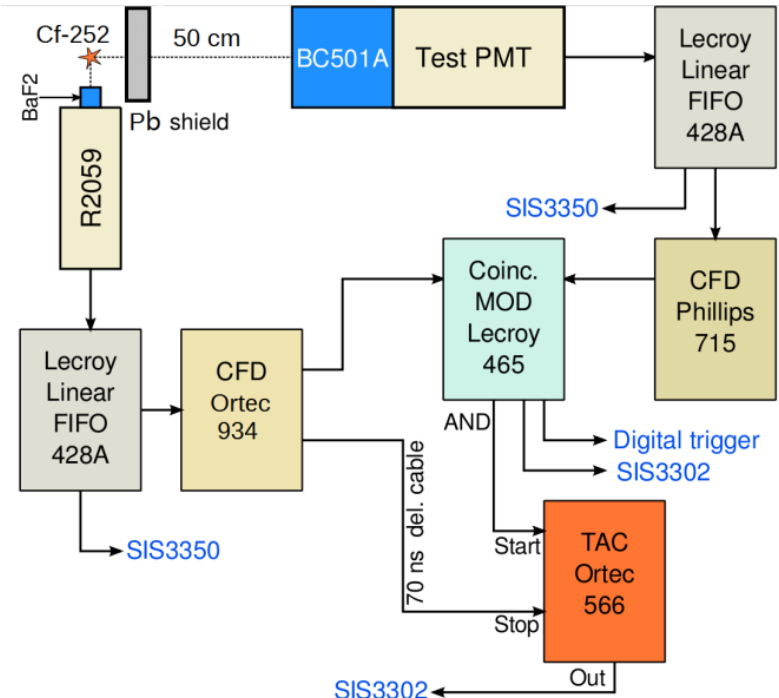 Cf-252
50 cm
BC501A
Test PMT
Lecroy
Linear
FIFO
428A
BaF2
Pb shield
R2059
SIS3350
Coinc.
MOD
Lecroy
465
CFD
Phillips
715
Lecroy
Linear
FIFO
428A
CFD
Ortec
934
AND
Digital trigger
SIS3302
70 ns del. cable
SIS3350
Start
TAC
Ortec
566
Stop
Out
SIS3302